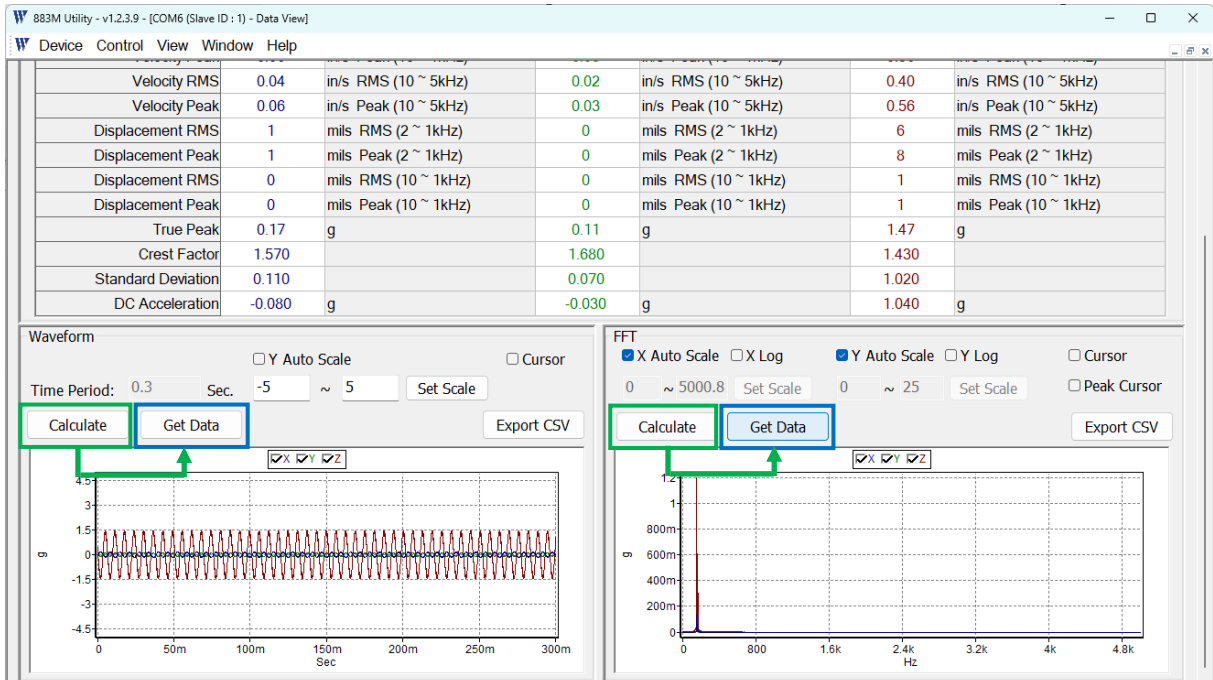 883M Utility - v1.2.3.9 - [COM6 (Slave ID : 1) - Data View]
Device Control View Window Help
Velocity RMS 0.04 in/s RMS (10 ~ 5kHz) 0.02 in/s RMS (10 ~ 5kHz) 0.40 in/s RMS (10 ~ 5kHz)
Velocity Peak 0.06 in/s Peak (10 ~ 5kHz) 0.03 in/s Peak (10 ~ 5kHz) 0.56 in/s Peak (10 ~ 5kHz)
Displacement RMS 1 mils RMS (2 ~ 1kHz) 0 mils RMS (2 ~ 1kHz) 6 mils RMS (2 ~ 1kHz)
Displacement Peak 1 mils Peak (2 ~ 1kHz) 0 mils Peak (2 ~ 1kHz) 8 mils Peak (2 ~ 1kHz)
Displacement RMS 0 mils RMS (10 ~ 1kHz) 0 mils RMS (10 ~ 1kHz) 1 mils RMS (10 ~ 1kHz)
Displacement Peak 0 mils Peak (10 ~ 1kHz) 0 mils Peak (10 ~ 1kHz) 1 mils Peak (10 ~ 1kHz)
True Peak 0.17 g 0.11 g 1.47 g
Crest Factor 1.570 1.680 1.430
Standard Deviation 0.110 0.070 1.020
DC Acceleration -0.080 g -0.030 g 1.040 g
Waveform
Y Auto Scale Cursor
Time Period: 0.3 Sec. -5 ~ 5 Set Scale
Calculate Get Data Export CSV
X Y Z
4.5
3
1.5
0
-1.5
-3
-4.5
g
0 50m 100m 150m 200m 250m 300m
Sec
FFT
X Auto Scale X Log Y Auto Scale Y Log Cursor
0 ~ 5000.8 Set Scale 0 ~ 25 Set Scale Peak Cursor
Calculate Get Data Export CSV
X Y Z
1.2
1
800m
600m
400m
200m
0
g
0 800 1.6k 2.4k 3.2k 4k 4.8k
Hz